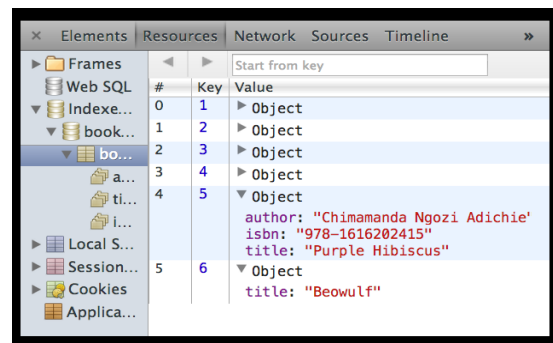 × Elements Resources Network Sources Timeline »
Frames
Web SQL
Indexe...
book...
bo...
a...
ti...
i...
Local S...
Session...
Cookies
Applica...
Start from key
# Key Value
0 1 Object
1 2 Object
2 3 Object
3 4 Object
4 5 Object
author: "Chimamanda Ngozi Adichie'
isbn: "978-1616202415"
title: "Purple Hibiscus"
5 6 Object
title: "Beowulf"